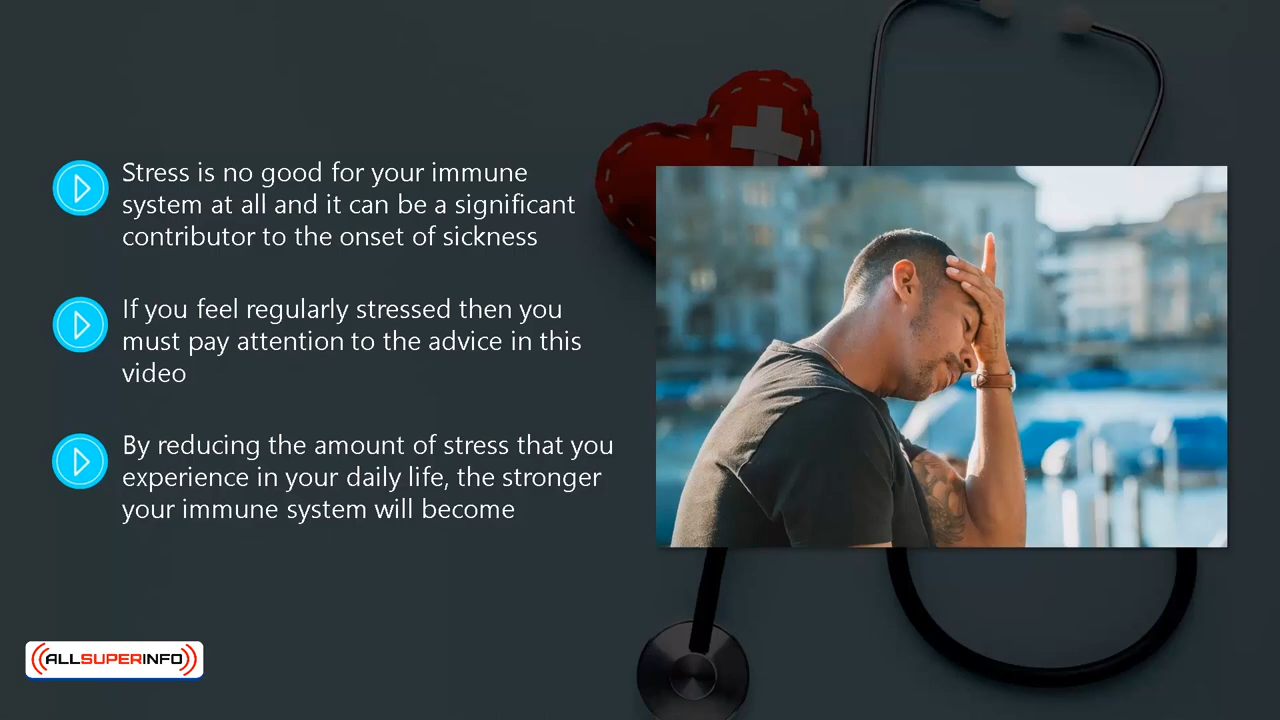 Stress is no good for your immune
system at all and it can be a significant
contributor to the onset of sickness
If you feel regularly stressed then you
must pay attention to the advice in this
video
By reducing the amount of stress that you
experience in your daily life, the stronger
your immune system will become
ALLSUPERINFO